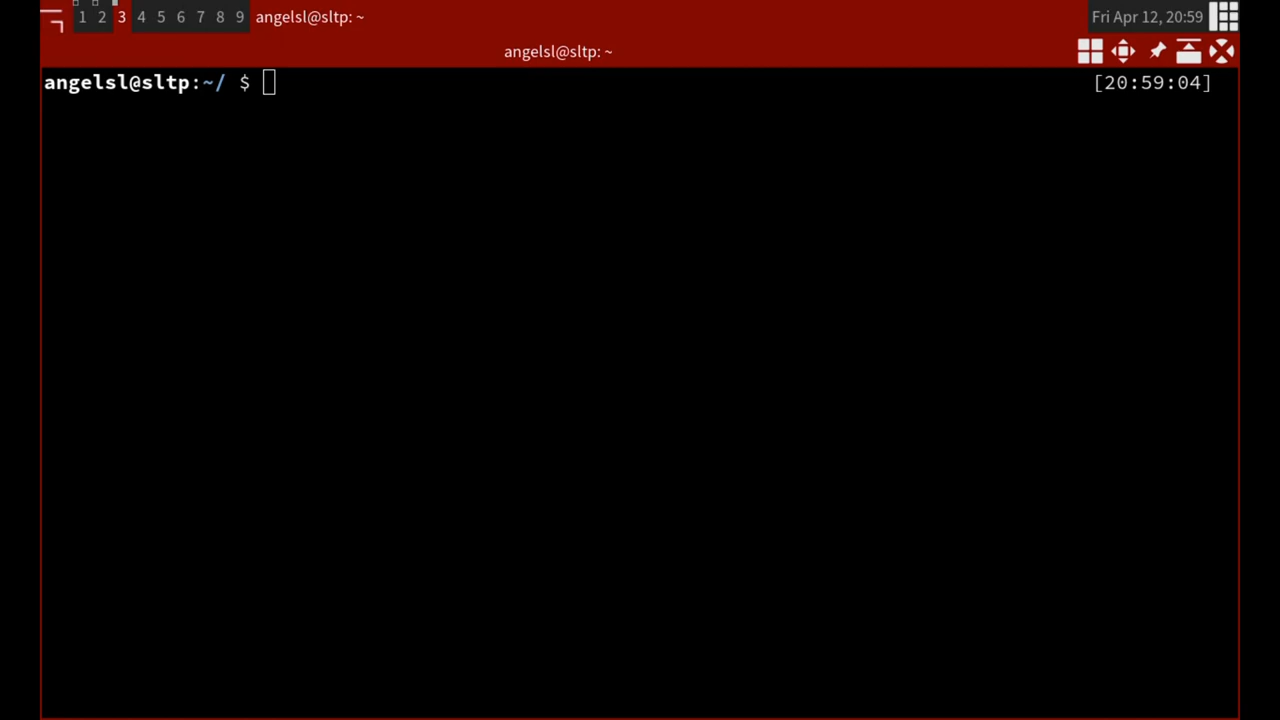 1 2 3 4 5 6 7 8 9 angelsl@sltp: ~ Fri Apr 12, 20:59
angelsl@sltp: ~
angelsl@sltp:~/ $ [20:59:04]